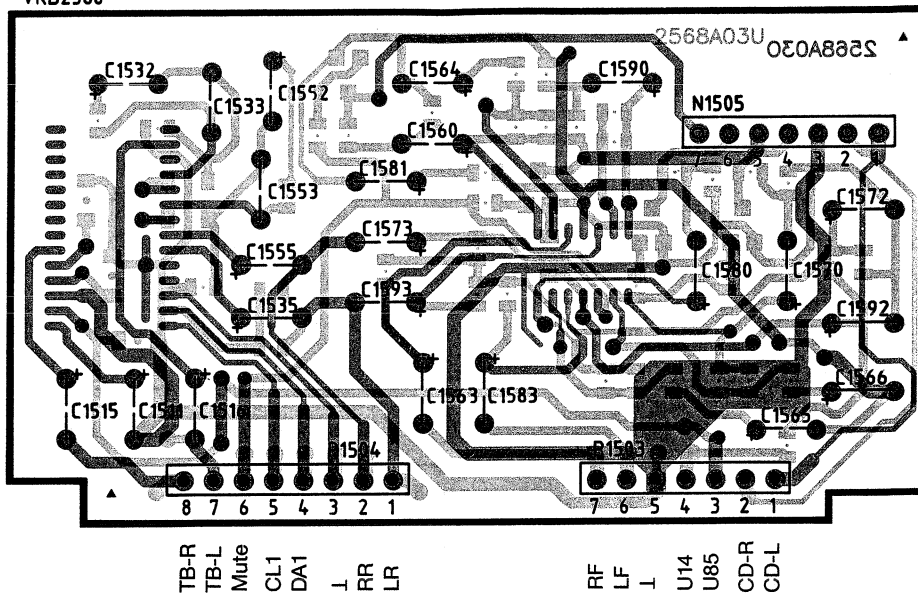 2568A03U
2568A030
C1532
C1533
C1552
C1564
C1590
N1505
7 6 5 4 3 2 1
C1560
C1553
C1581
C1572
C1573
C1555
C1580
C1570
C1535
C1593
C1592
C1563
C1583
C1566
C1515
C1511
C1516
C1565
8 7 6 5 4 3 2 1
7 6 5 4 3 2 1
TB-R
TB-L
Mute
CL1
DA1
⊥
RR
LR
RF
LF
⊥
U14
U85
CD-R
CD-L